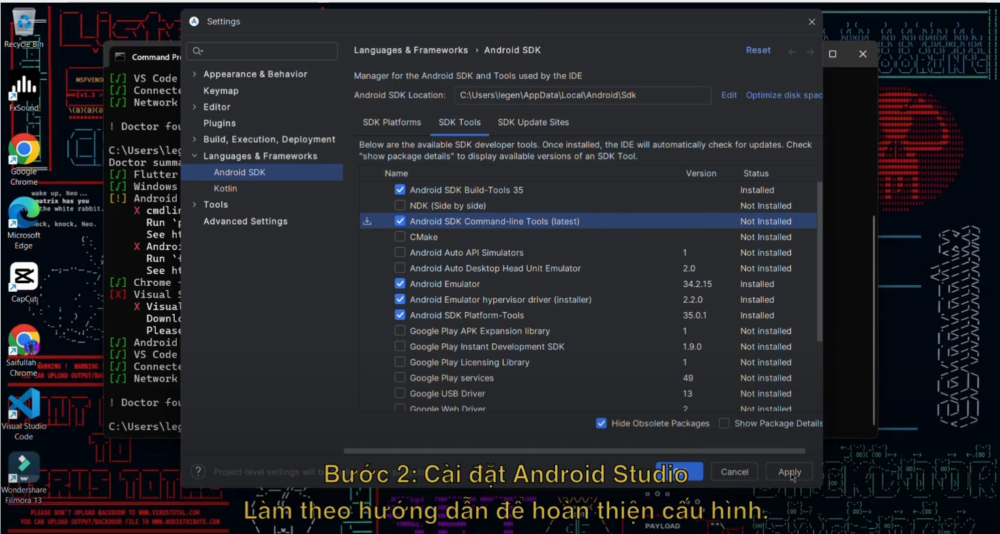 Recycle Bin
FxSound
Google
Chrome
wake up, Neo...
matrix has you
the white rabbit.
knock, knock, Neo.
Microsoft
Edge
CapCut
Saifullah -
Chrome
WARNING !
CAN UPLOAD OUTPUT/BA
Visual Studio
Code
Wondershare
Filmora 13
PLEASE DON'T UPLOAD BACKDOOR TO WWW.VIRUSTOTAL.COM
YOU CAN UPLOAD OUTPUT/BACKDOOR FILE TO WWW.NODISTRIBUTE.COM
MSFVENO
[v1.3 >
Command Pr
[√] VS Code
[√] Connecte
[√] Network
! Doctor fou
C:\Users\leg
Doctor summa
[√] Flutter
[√] Windows
[!] Android
X cmdlin
Run `p
See ht
X Androi
Run `f
See ht
[√] Chrome -
[X] Visual S
X Visual
Downlo
Please
[√] Android
[√] VS Code
[√] Connecte
[√] Network
! Doctor fou
C:\Users\leg
Settings
Appearance & Behavior
Keymap
Editor
Plugins
Build, Execution, Deployment
Languages & Frameworks
Android SDK
Kotlin
Tools
Advanced Settings
Languages & Frameworks › Android SDK
Reset
Manager for the Android SDK and Tools used by the IDE
Android SDK Location: C:\Users\legen\AppData\Local\Android\Sdk Edit Optimize disk spac
SDK Platforms SDK Tools SDK Update Sites
Below are the available SDK developer tools. Once installed, the IDE will automatically check for updates. Check
"show package details" to display available versions of an SDK Tool.
Name Version Status
Android SDK Build-Tools 35 Installed
NDK (Side by side) Not Installed
Android SDK Command-line Tools (latest) Not Installed
CMake Not Installed
Android Auto API Simulators 1 Not installed
Android Auto Desktop Head Unit Emulator 2.0 Not installed
Android Emulator 34.2.15 Installed
Android Emulator hypervisor driver (installer) 2.2.0 Installed
Android SDK Platform-Tools 35.0.1 Installed
Google Play APK Expansion library 1 Not installed
Google Play Instant Development SDK 1.9.0 Not installed
Google Play Licensing Library 1 Not installed
Google Play services 49 Not installed
Google USB Driver 13 Not installed
Google Web Driver 2 Not installed
Hide Obsolete Packages Show Package Details
? Project-level settings will be
Cancel Apply
Bước 2: Cài đặt Android Studio
Làm theo hướng dẫn để hoàn thiện cấu hình.
PAYLOAD